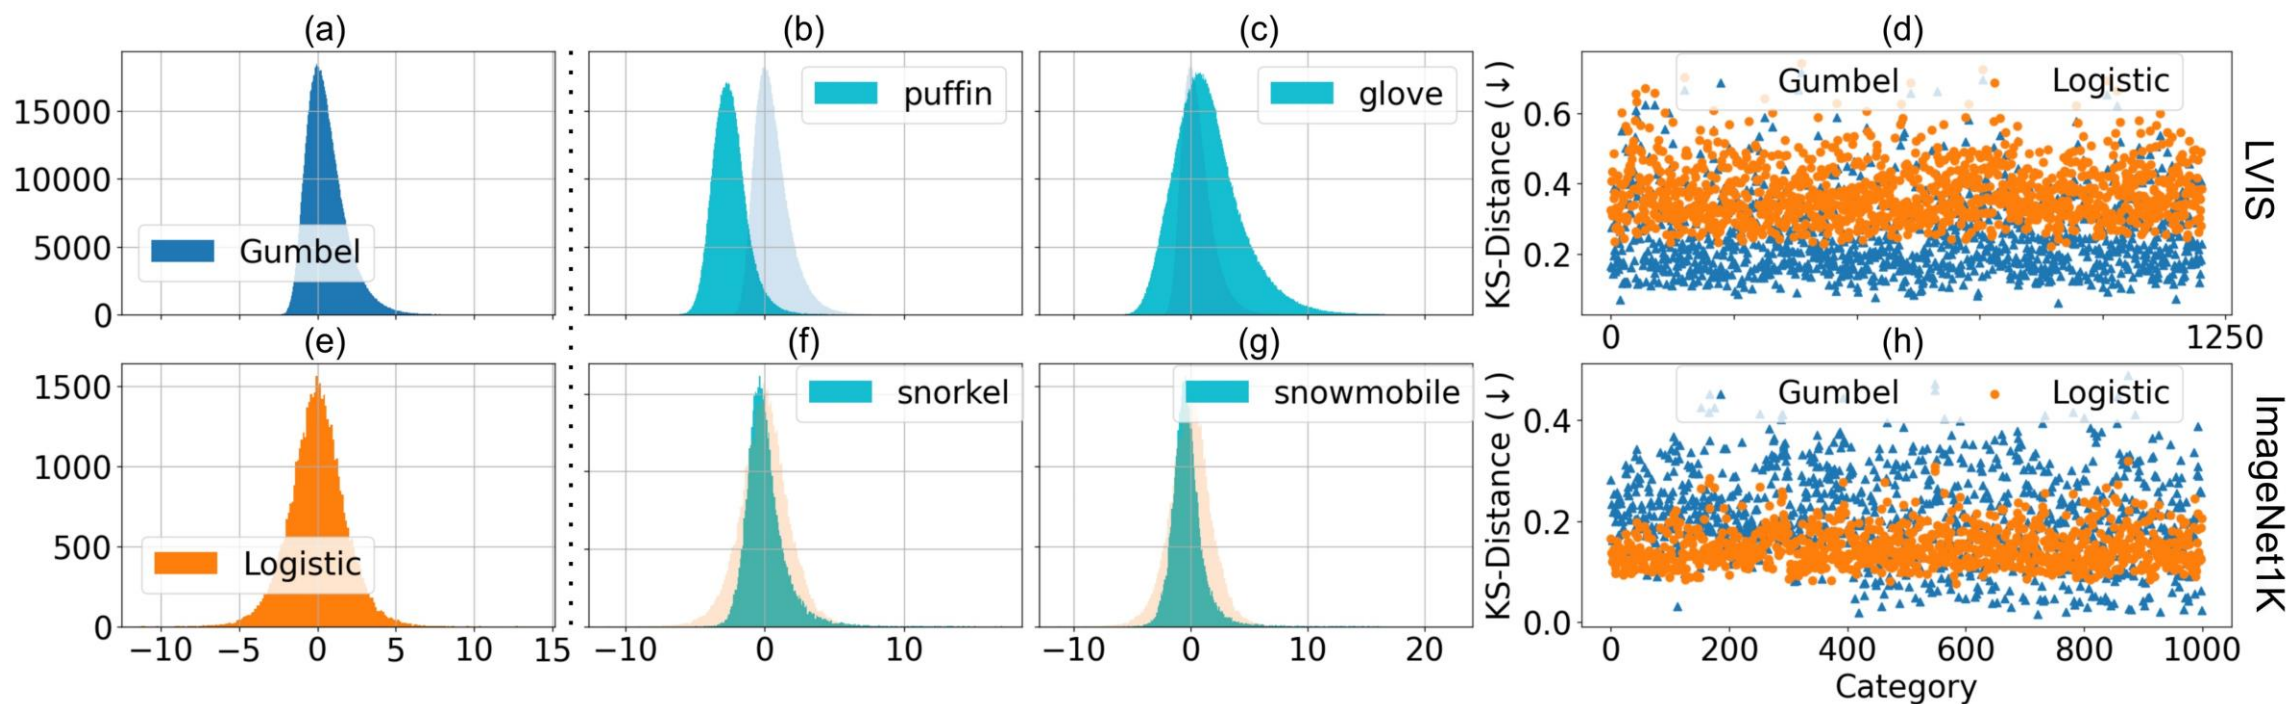 (a)
(b)
(c)
(d)
15000
10000
5000
0
Gumbel
puffin
glove
KS-Distance (↓)
0.6
0.4
0.2
Gumbel
Logistic
0
1250
LVIS
(e)
(f)
(g)
(h)
1500
1000
500
0
Logistic
−10 −5 0 5 10 15
snorkel
−10 0 10
snowmobile
−10 0 10 20
KS-Distance (↓)
0.4
0.2
0.0
Gumbel
Logistic
0 200 400 600 800 1000
Category
ImageNet1K